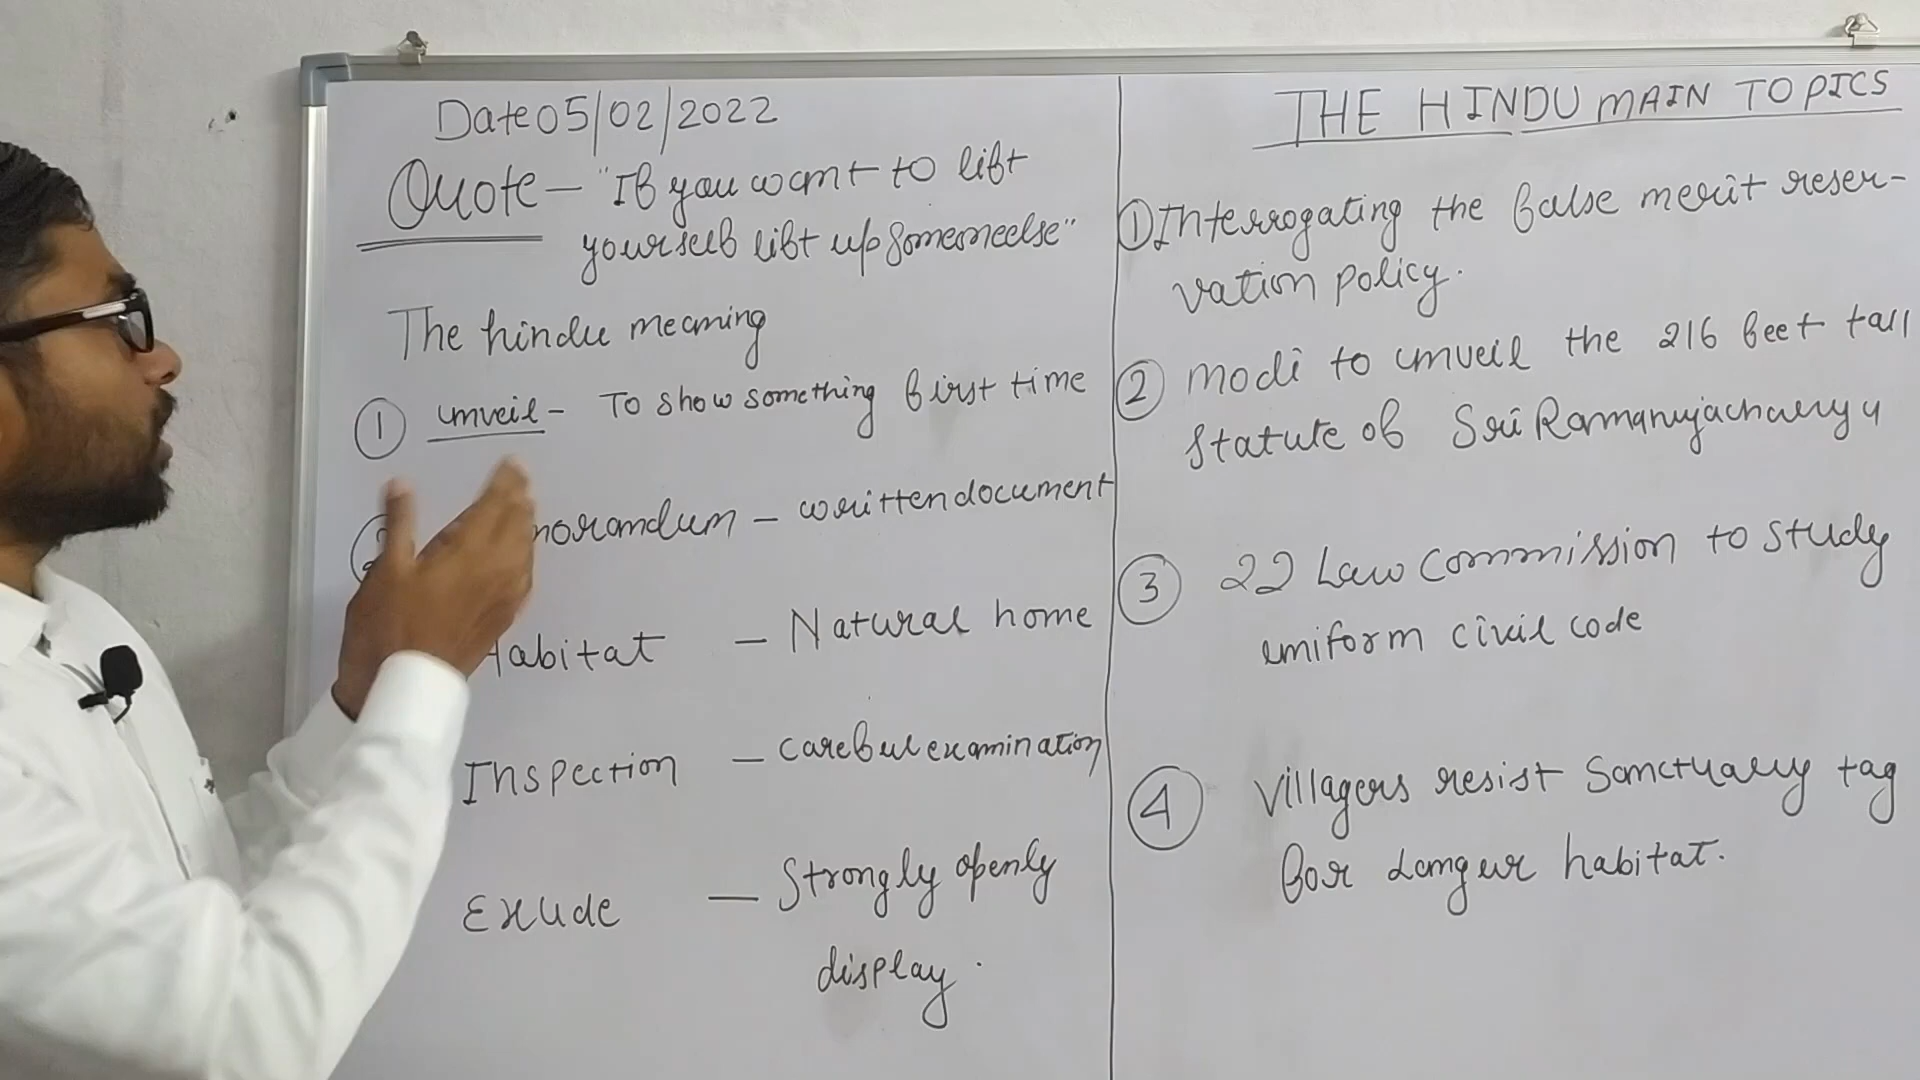 Date 05/02/2022
Quote - "If you want to lift
yourself lift up someoneelse"
The hindu meaning
① unveil - To show something first time
norandum - written document
Habitat - Natural home
Inspection - careful examination
Exude - Strongly openly
display.
THE HINDU MAIN TOPICS
① Interrogating the false merit reser-
vation policy.
② modi to unveil the 216 feet tall
Statute of Sri Ramanujacharya
③ 22 Law Commission to study
uniform civil code
④ Villagers resist Sanctuary tag
for Langur habitat.